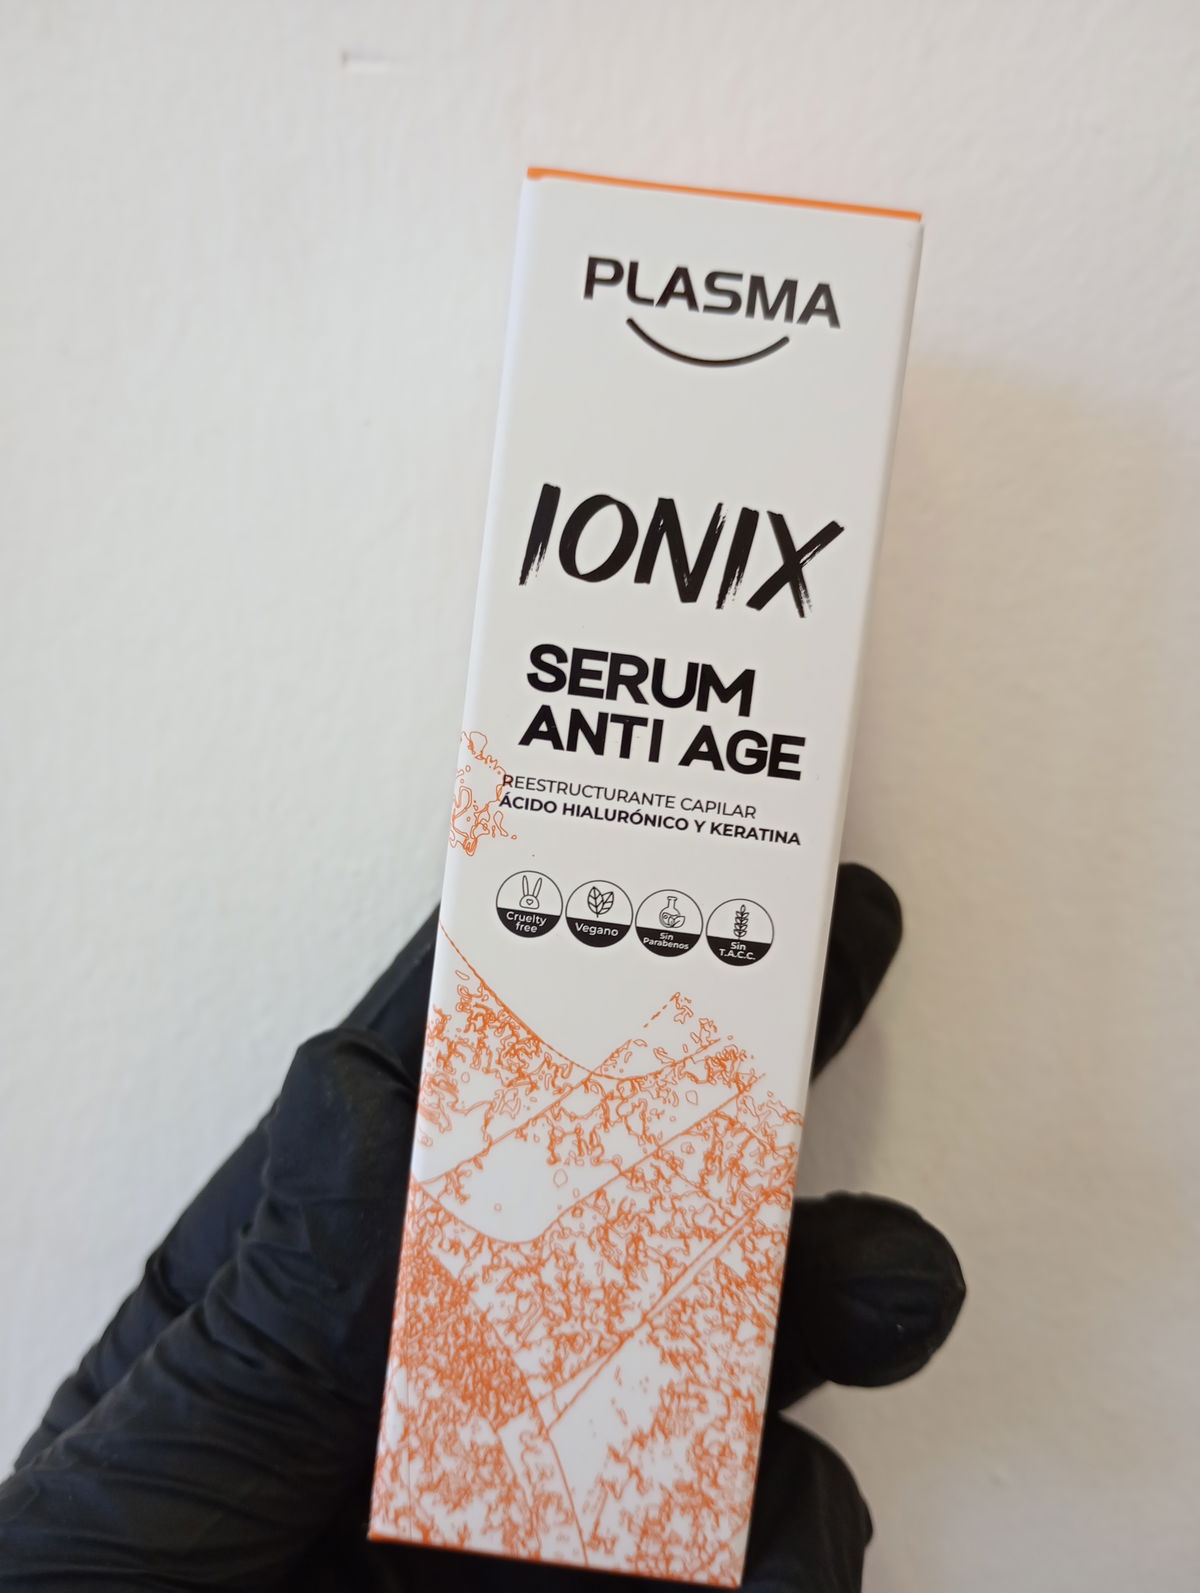 PLASMA
IONIX
SERUM
ANTI AGE
REESTRUCTURANTE CAPILAR
ÁCIDO HIALURÓNICO Y KERATINA
Cruelty
free
Vegano
Sin
Parabenos
Sin
T.A.C.C.